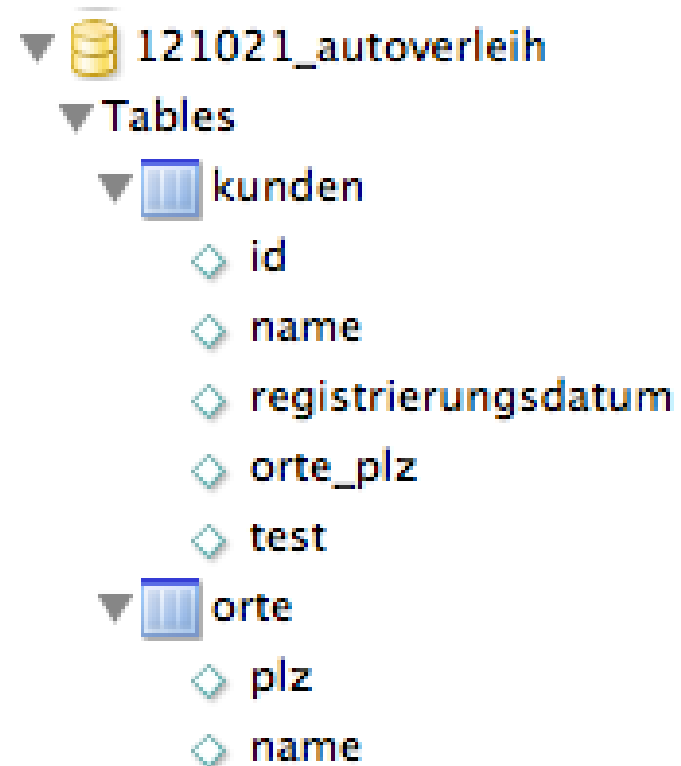 121021_autoverleih
Tables
kunden
id
name
registrierungsdatum
orte_plz
test
orte
plz
name